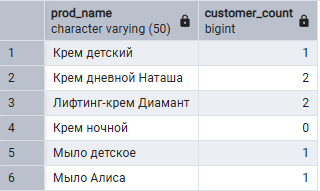 prod_name customer_count
character varying (50) bigint
1 Крем детский 1
2 Крем дневной Наташа 2
3 Лифтинг-крем Диамант 2
4 Крем ночной 0
5 Мыло детское 1
6 Мыло Алиса 1